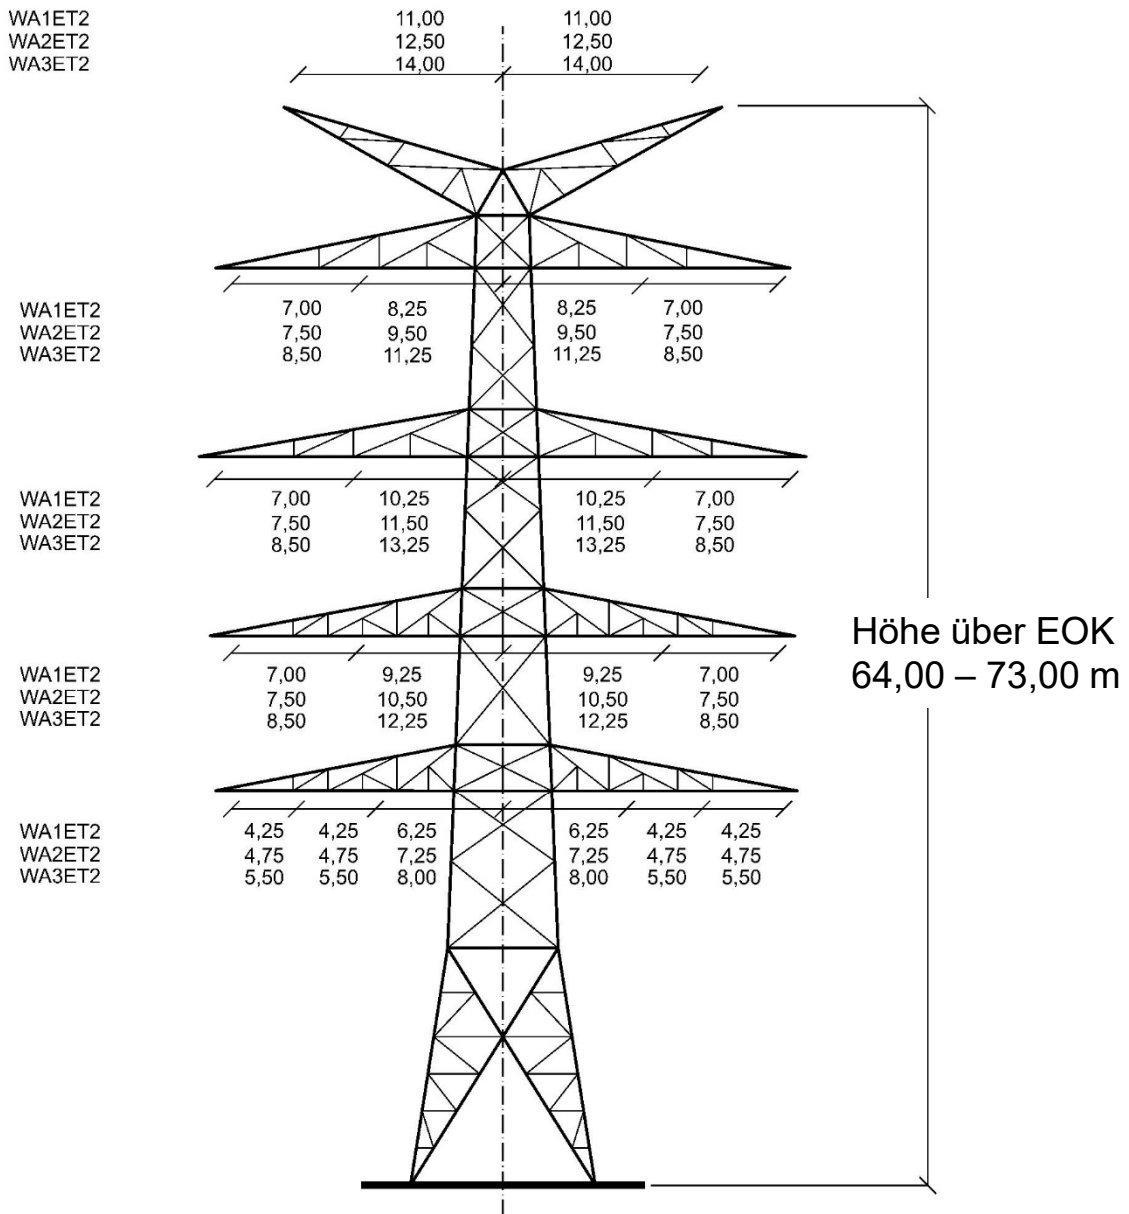 WA1ET2 11,00 11,00
WA2ET2 12,50 12,50
WA3ET2 14,00 14,00
WA1ET2 7,00 8,25 8,25 7,00
WA2ET2 7,50 9,50 9,50 7,50
WA3ET2 8,50 11,25 11,25 8,50
WA1ET2 7,00 10,25 10,25 7,00
WA2ET2 7,50 11,50 11,50 7,50
WA3ET2 8,50 13,25 13,25 8,50
Höhe über EOK
64,00 – 73,00 m
WA1ET2 7,00 9,25 9,25 7,00
WA2ET2 7,50 10,50 10,50 7,50
WA3ET2 8,50 12,25 12,25 8,50
WA1ET2 4,25 4,25 6,25 6,25 4,25 4,25
WA2ET2 4,75 4,75 7,25 7,25 4,75 4,75
WA3ET2 5,50 5,50 8,00 8,00 5,50 5,50